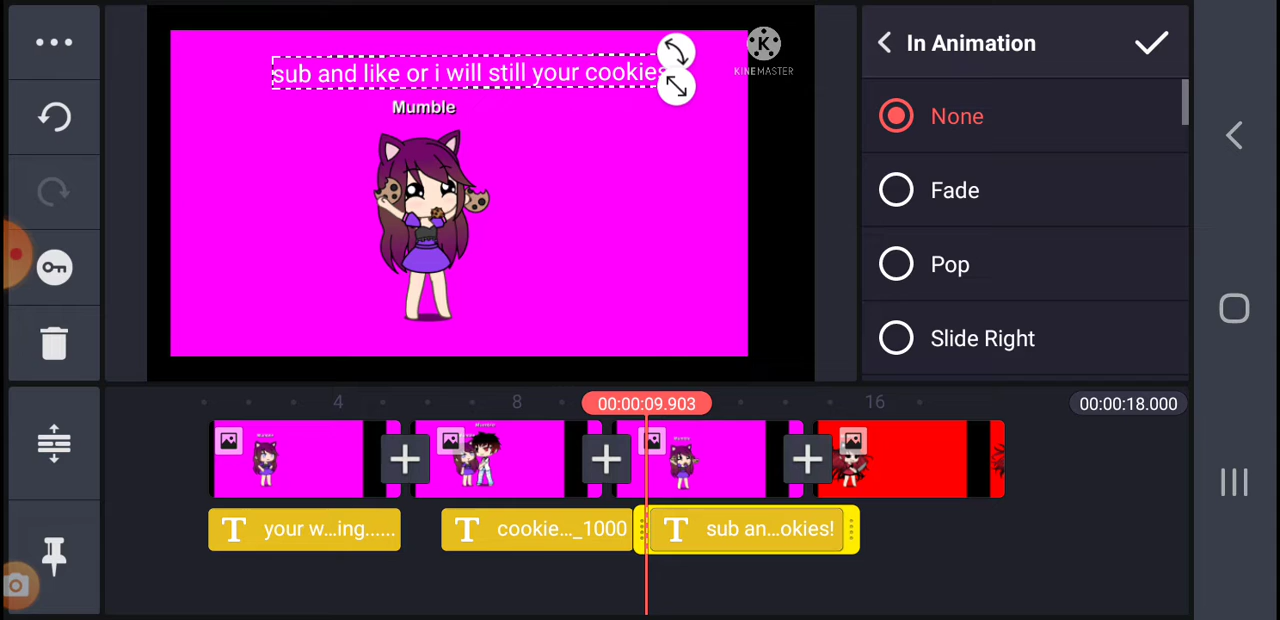 In Animation
sub and like or i will still your cookies
KINEMASTER
Mumble
None
Fade
Pop
Slide Right
4
8
00:00:09.903
16
00:00:18.000
T your w...ing......
T cookie..._1000
T sub an...okies!